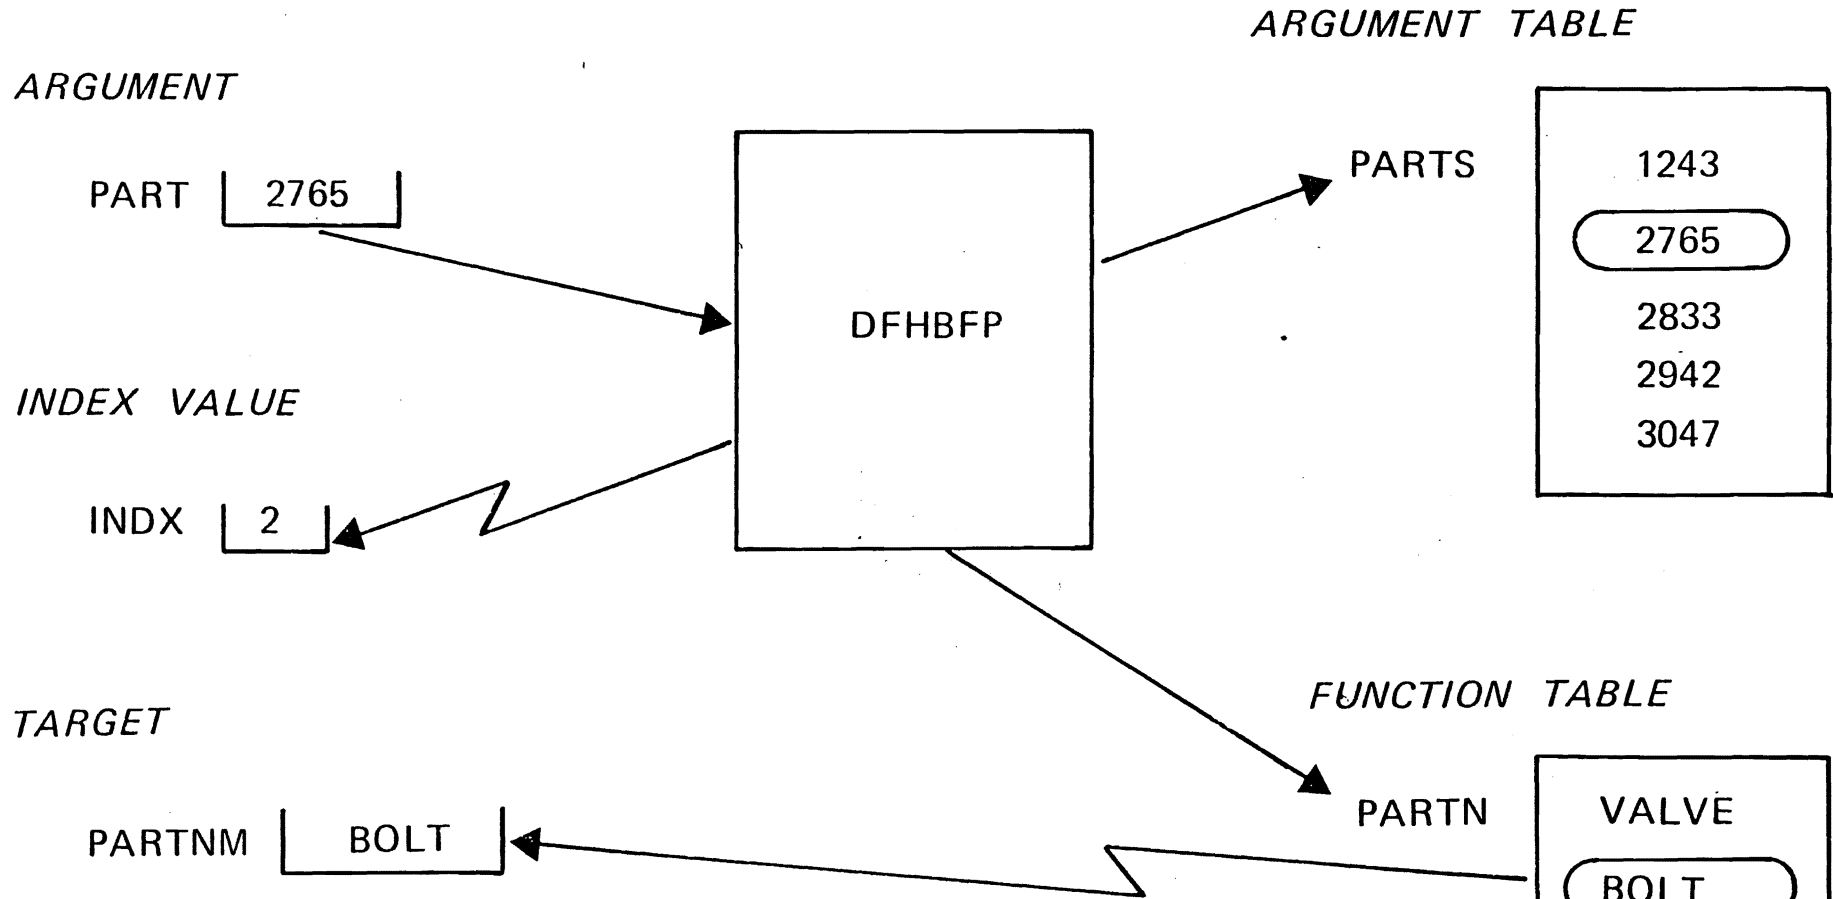 ARGUMENT TABLE
ARGUMENT
PARTS
1243
PART 2765
2765
DFHBFP
2833
2942
INDEX VALUE
3047
INDX 2
FUNCTION TABLE
TARGET
PARTN
VALVE
PARTNM BOLT
BOLT